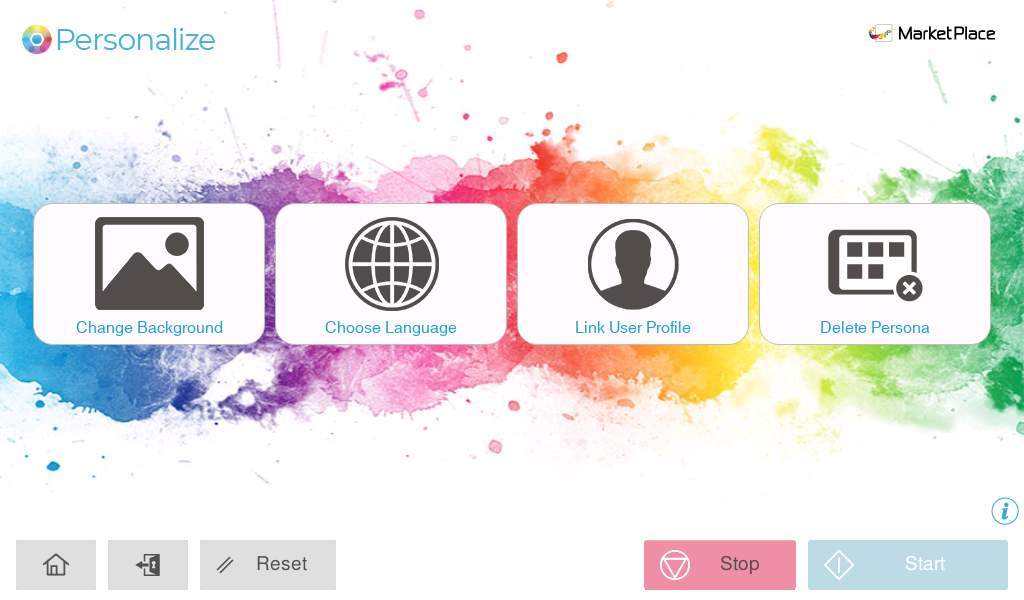 Personalize
MarketPlace
Change Background
Choose Language
Link User Profile
Delete Persona
i
Reset
Stop
Start